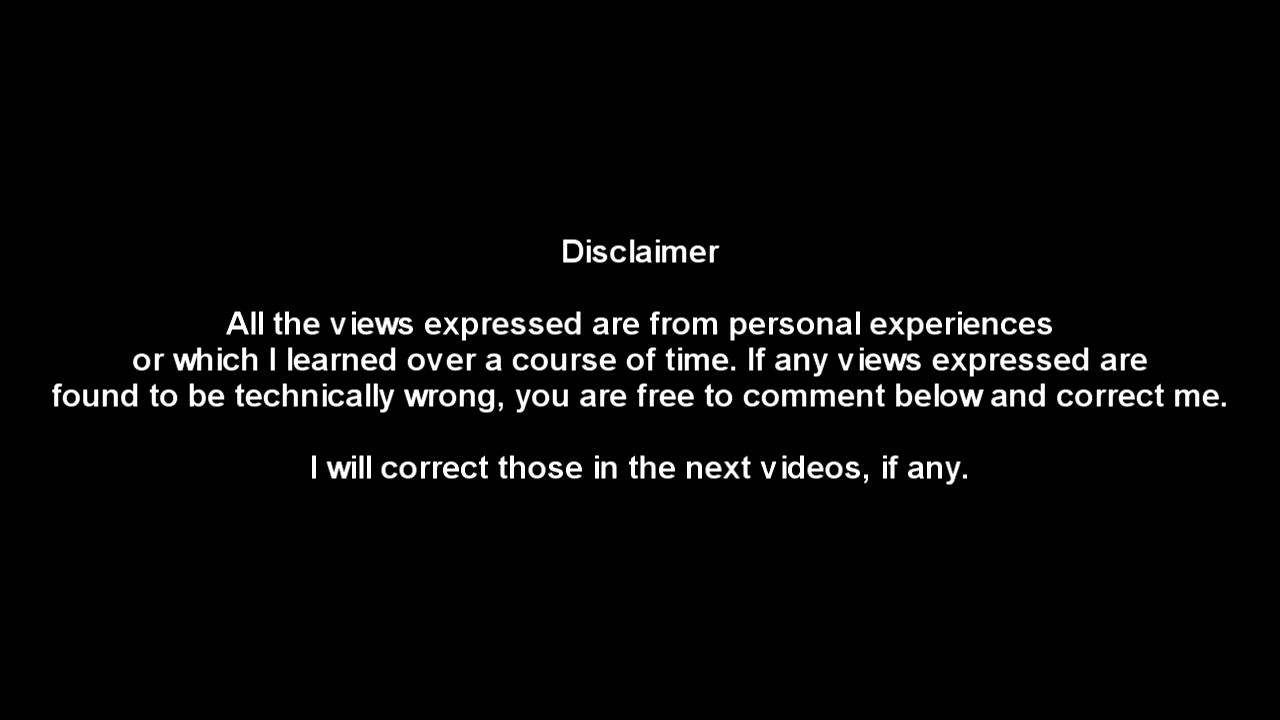 Disclaimer
All the views expressed are from personal experiences
or which I learned over a course of time. If any views expressed are
found to be technically wrong, you are free to comment below and correct me.
I will correct those in the next videos, if any.